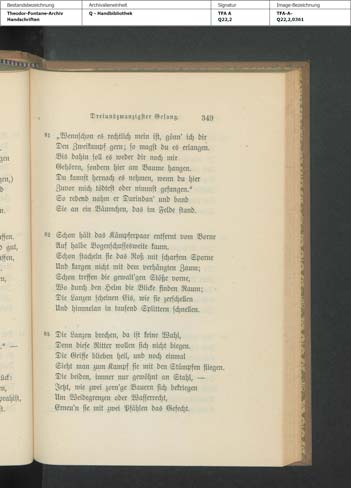 Bestandsbezeichnung
Theodor-Fontane-Archiv
Handschriften
Archivalieneinheit
Q - Handbibliothek
Signatur
TFA A
Q22,2
Image-Bezeichnung
TFA-A-
Q22,2,0361
Dreiundzwanzigster Gesang. 349
81 „Wennschon es rechtlich mein ist, gönn' ich dir
Den Zweikampf gern; so magst du es erlangen.
Bis dahin soll es weder dir noch mir
Gehören, sondern hier am Baume hangen.
Du kannst hernach es nehmen, wenn du hier
Zuvor mich tödtest oder nimmst gefangen.“
So redend nahm er Durindan' und band
Sie an ein Bäumchen, das im Felde stand.
82 Schon hält das Kämpferpaar entfernt vom Borne
Auf halbe Bogenschussesweite kaum.
Schon stacheln sie das Roß mit scharfem Sporne
Und kargen nicht mit dem verhängten Zaum;
Schon treffen die gewalt'gen Stöße vorne,
Wo durch den Helm die Blicke finden Raum;
Die Lanzen scheinen Eis, wie sie zerschellen
Und himmelan in tausend Splittern schnellen.
Die Lanzen brechen, da ist keine Wahl,
Denn diese Ritter wollen sich nicht biegen.
Die Griffe blieben heil, und noch einmal
Sieht man zum Kampf sie mit den Stümpfen fliegen.
Die beiden, immer nur gewöhnt an Stahl, —
Jetzt, wie zwei zorn'ge Bauern sich bekriegen
Um Weidegrenzen oder Wasserrecht,
Erneu'n sie mit zwei Pfählen das Gefecht.